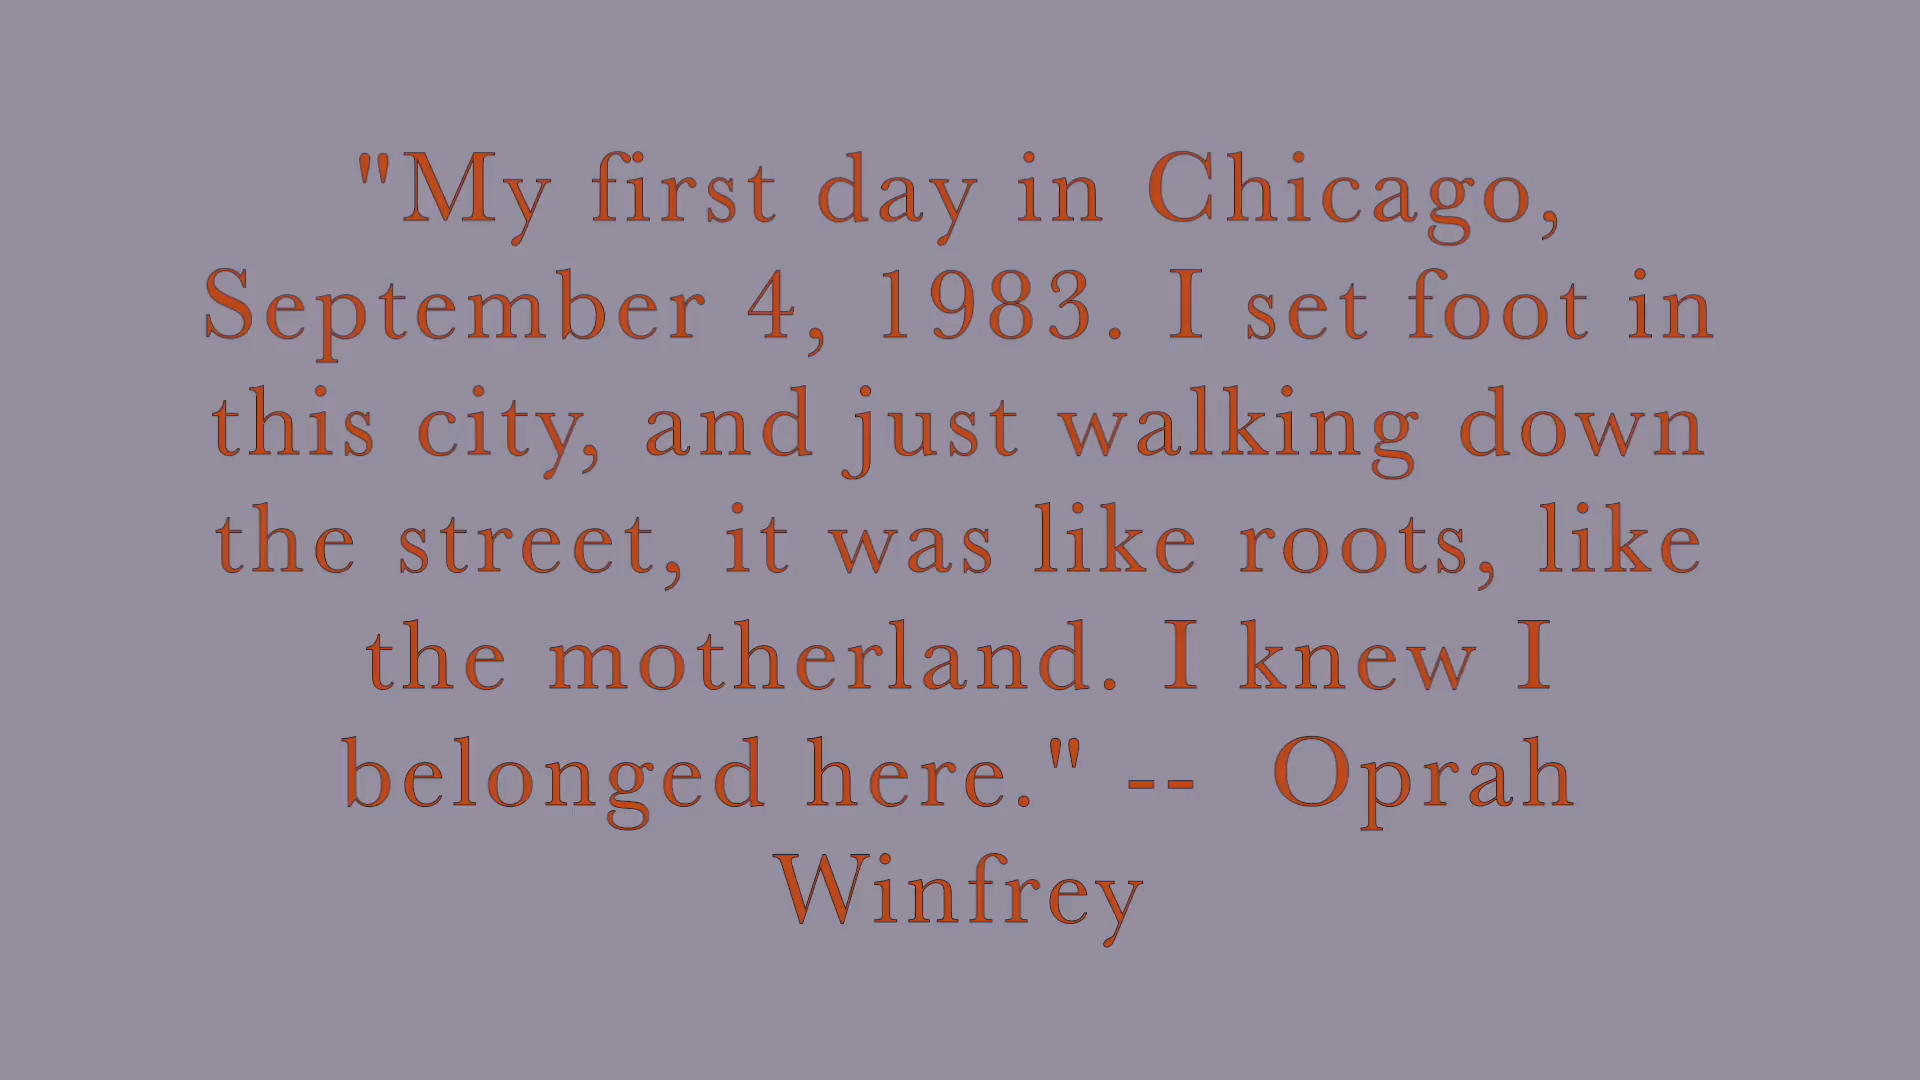 "My first day in Chicago,
September 4, 1983. I set foot in
this city, and just walking down
the street, it was like roots, like
the motherland. I knew I
belonged here." --  Oprah
Winfrey